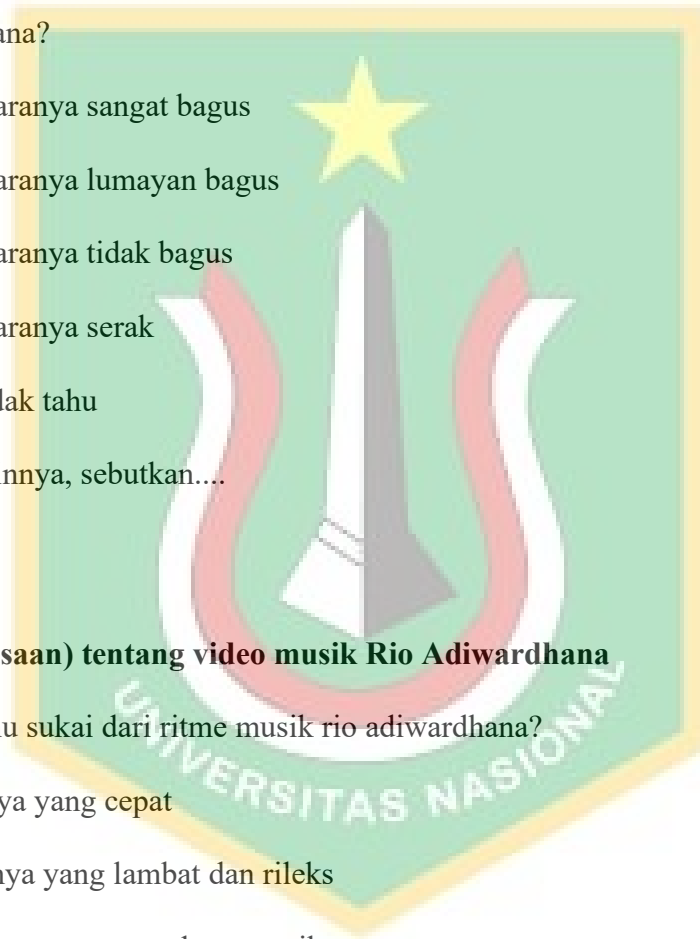 ana?
aranya sangat bagus
aranya lumayan bagus
aranya tidak bagus
aranya serak
dak tahu
innya, sebutkan....
saan) tentang video musik Rio Adiwardhana
u sukai dari ritme musik rio adiwardhana?
UNIVERSITAS NASIONAL
ya yang cepat
nya yang lambat dan rileks